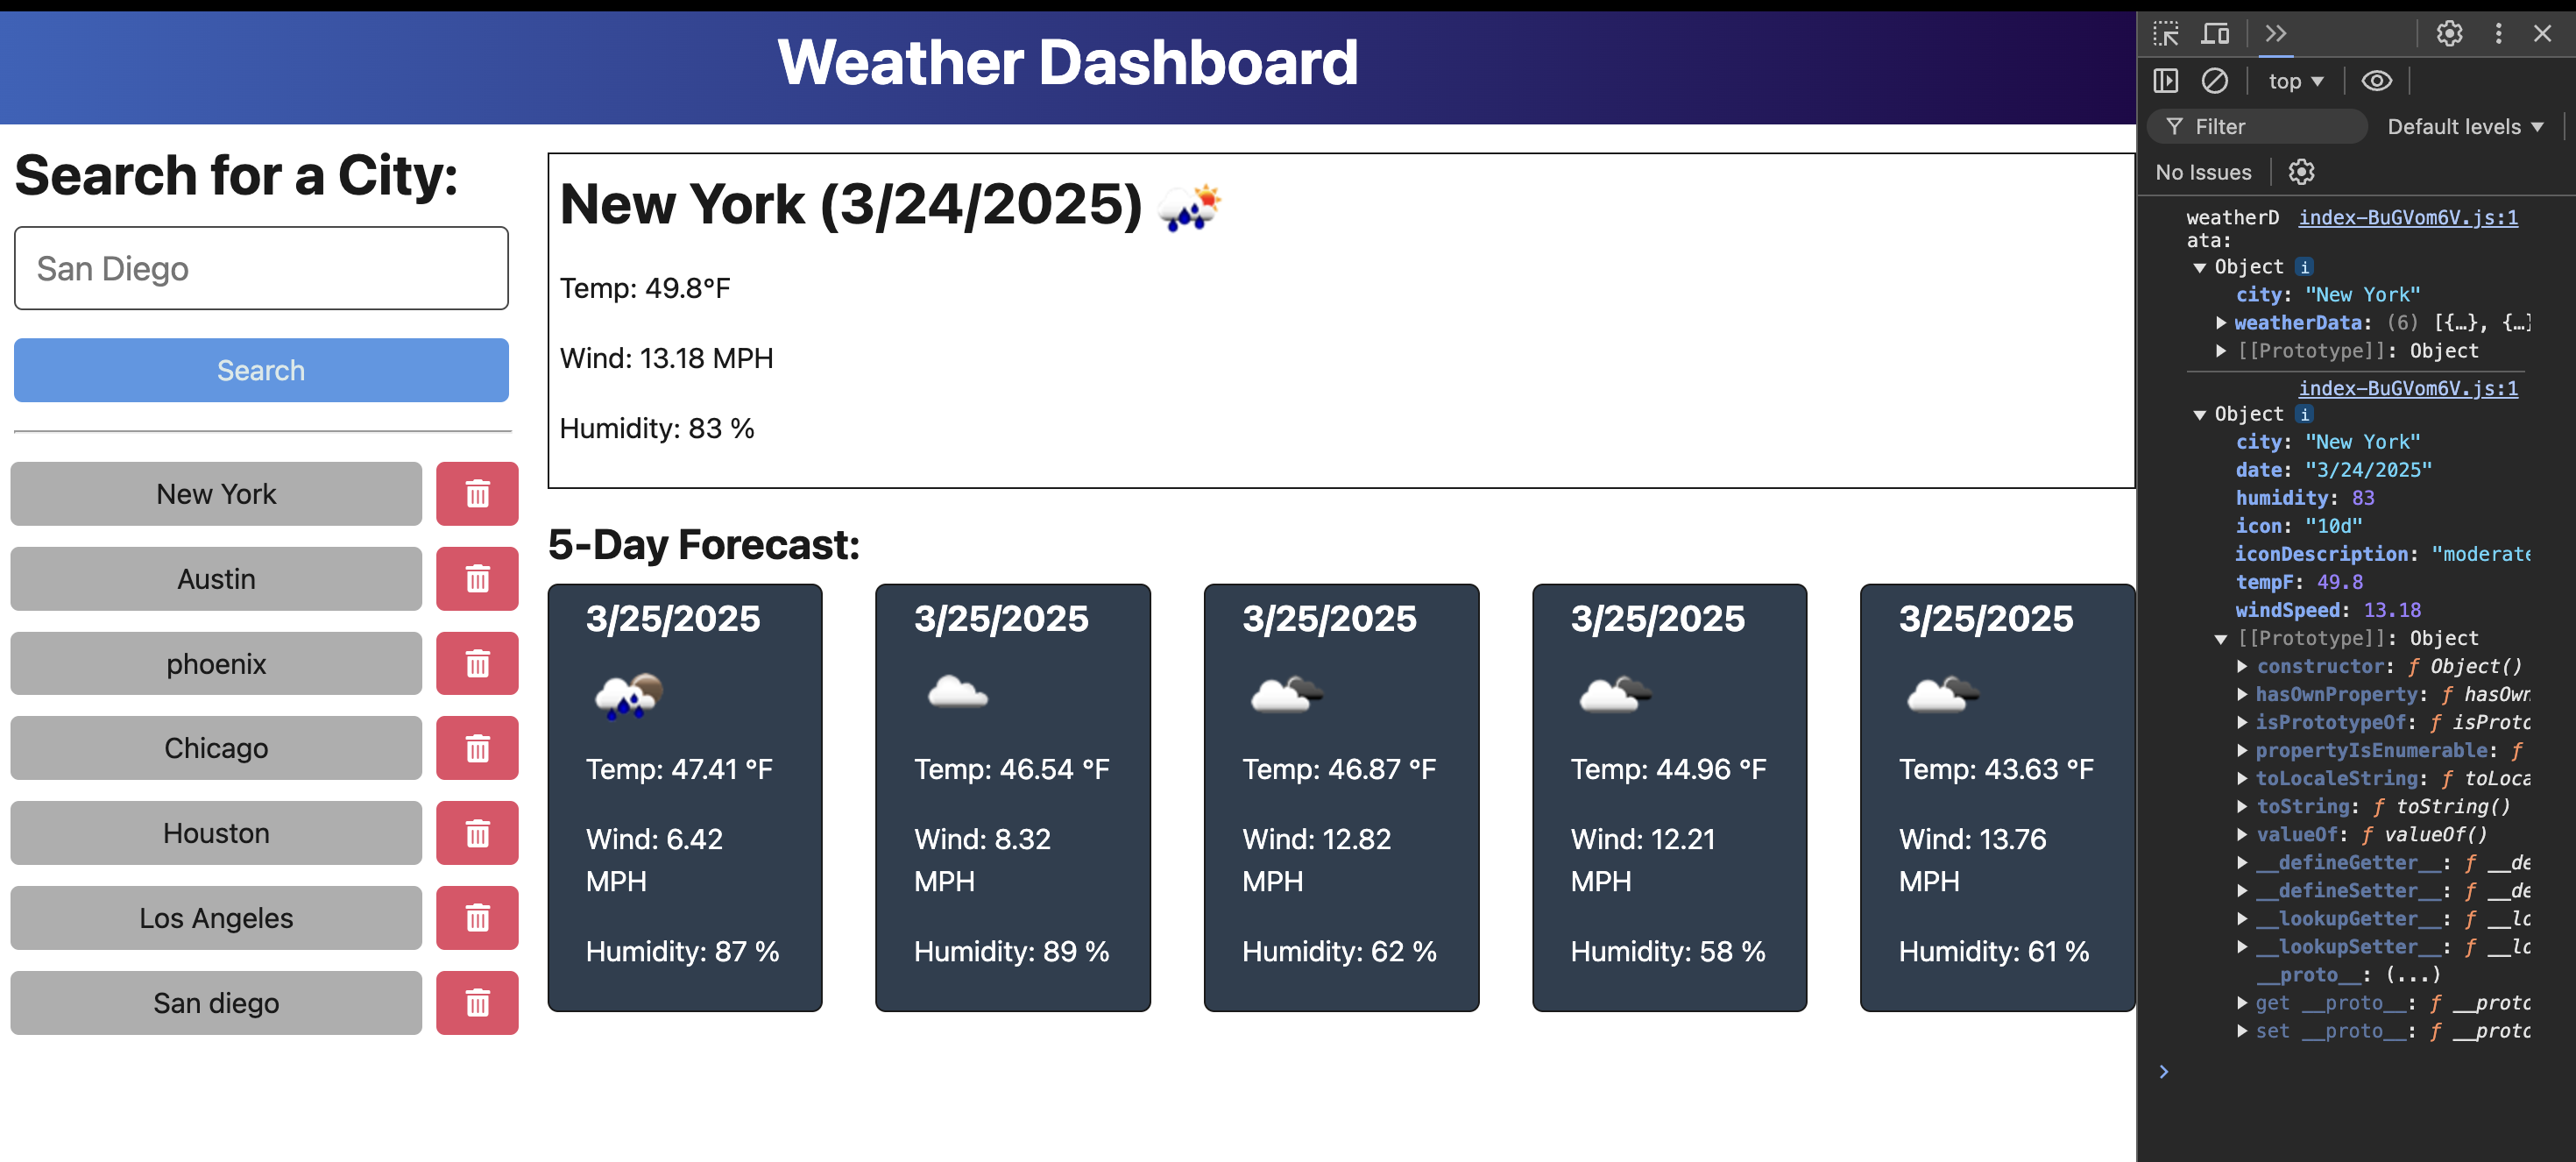 Weather Dashboard
Search for a City:
San Diego
Search
New York
Austin
phoenix
Chicago
Houston
Los Angeles
San diego
New York (3/24/2025)
Temp: 49.8°F
Wind: 13.18 MPH
Humidity: 83 %
5-Day Forecast:
3/25/2025
Temp: 47.41 °F
Wind: 6.42
MPH
Humidity: 87 %
3/25/2025
Temp: 46.54 °F
Wind: 8.32
MPH
Humidity: 89 %
3/25/2025
Temp: 46.87 °F
Wind: 12.82
MPH
Humidity: 62 %
3/25/2025
Temp: 44.96 °F
Wind: 12.21
MPH
Humidity: 58 %
3/25/2025
Temp: 43.63 °F
Wind: 13.76
MPH
Humidity: 61 %
top
Filter
Default levels
No Issues
weatherD index-BuGVom6V.js:1
ata:
Object i
city: "New York"
weatherData: (6) [{…}, {…}
[[Prototype]]: Object
index-BuGVom6V.js:1
Object i
city: "New York"
date: "3/24/2025"
humidity: 83
icon: "10d"
iconDescription: "moderate
tempF: 49.8
windSpeed: 13.18
[[Prototype]]: Object
constructor: ƒ Object()
hasOwnProperty: ƒ hasOwn
isPrototypeOf: ƒ isProto
propertyIsEnumerable: ƒ
toLocaleString: ƒ toLoca
toString: ƒ toString()
valueOf: ƒ valueOf()
__defineGetter__: ƒ __de
__defineSetter__: ƒ __de
__lookupGetter__: ƒ __lo
__lookupSetter__: ƒ __lo
__proto__: (...)
get __proto__: ƒ __proto
set __proto__: ƒ __proto